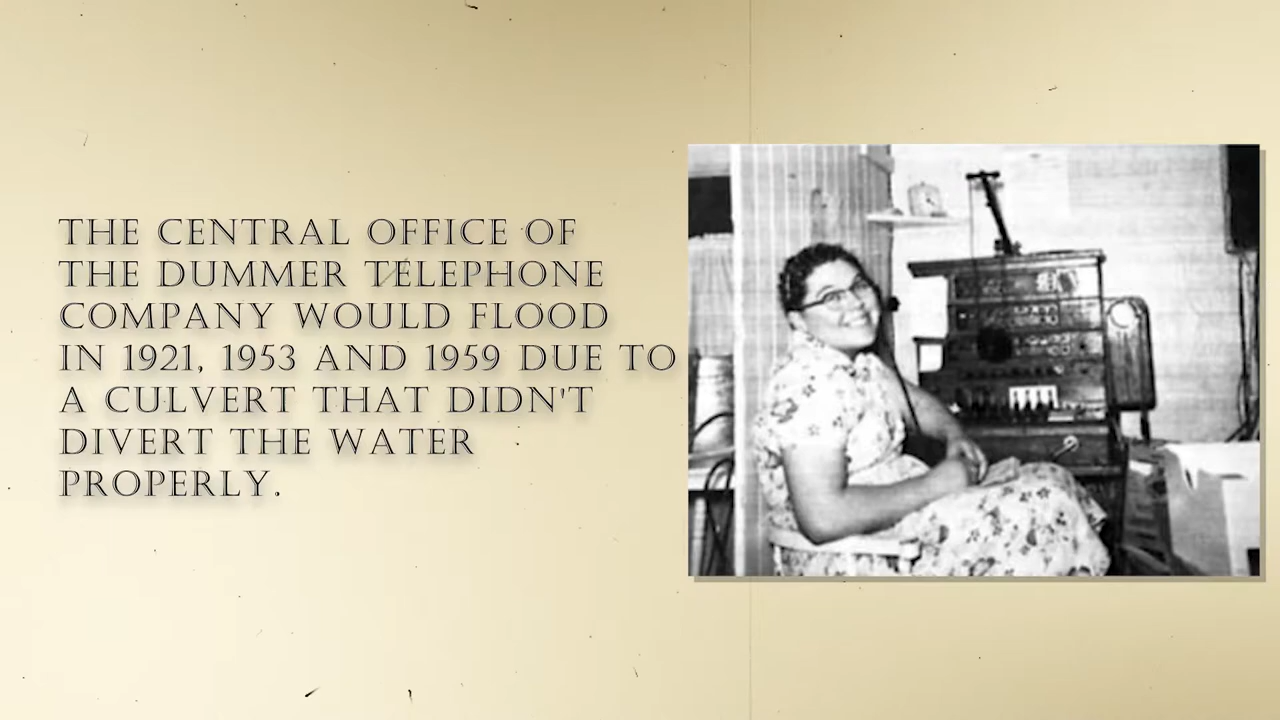 THE CENTRAL OFFICE OF
THE DUMMER TELEPHONE
COMPANY WOULD FLOOD
IN 1921, 1953 AND 1959 DUE TO
A CULVERT THAT DIDN'T
DIVERT THE WATER
PROPERLY.